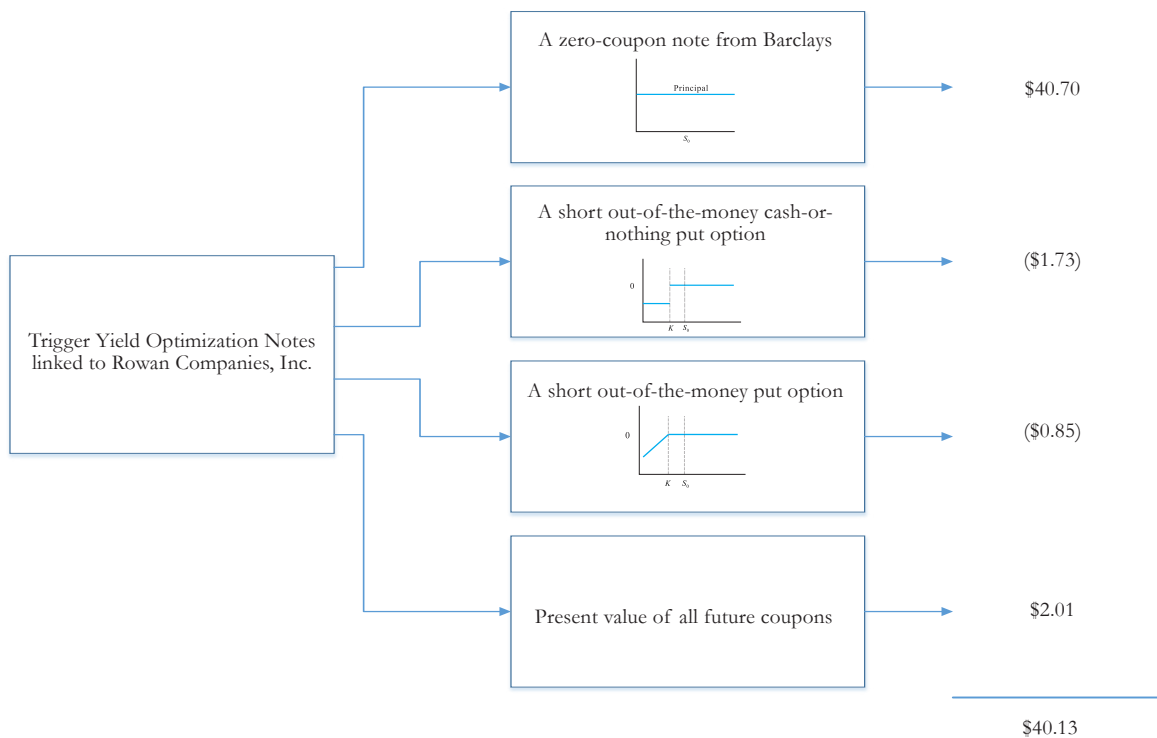 A zero-coupon note from Barclays
Principal
S₀
$40.70
A short out-of-the-money cash-or-
nothing put option
0
K S₀
($1.73)
Trigger Yield Optimization Notes
linked to Rowan Companies, Inc.
A short out-of-the-money put option
0
K S₀
($0.85)
Present value of all future coupons
$2.01
$40.13